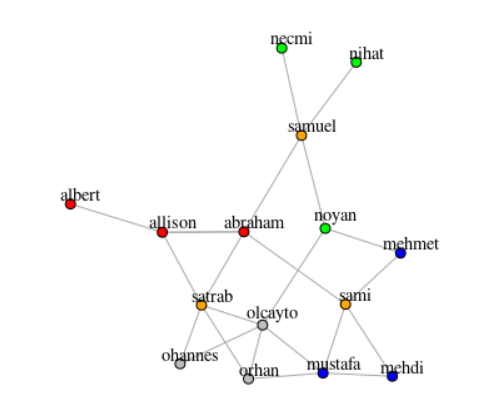 necmi
nihat
samuel
albert
allison
abraham
noyan
mehmet
satrab
sami
olcayto
ohannes
orhan
mustafa
mehdi